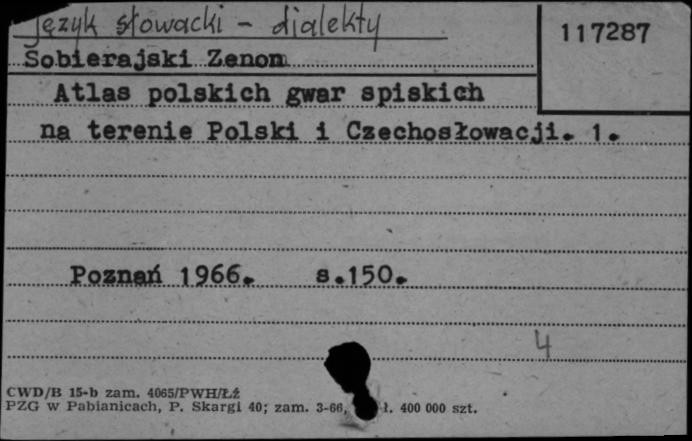 język słowacki - dialekty
117287
Sobierajski Zenon
Atlas polskich gwar spiskich
na terenie Polski i Czechosłowacji. 1.
Poznań 1966. s.150.
4
CWD/B 15-b zam. 4065/PWH/Łź
PZG w Pabianicach, P. Skargi 40; zam. 3-66, ł. 400 000 szt.